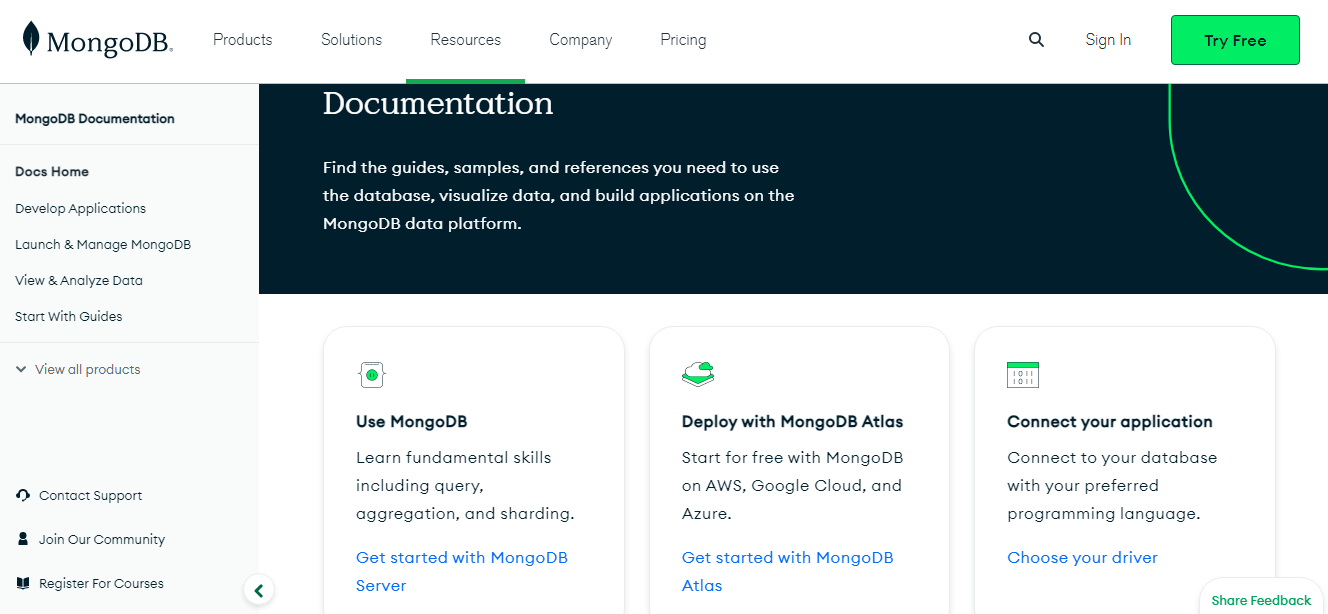 MongoDB.
Products
Solutions
Resources
Company
Pricing
Sign In
Try Free
MongoDB Documentation
Docs Home
Develop Applications
Launch & Manage MongoDB
View & Analyze Data
Start With Guides
View all products
Contact Support
Join Our Community
Register For Courses
Documentation
Find the guides, samples, and references you need to use
the database, visualize data, and build applications on the
MongoDB data platform.
Use MongoDB
Learn fundamental skills
including query,
aggregation, and sharding.
Get started with MongoDB
Server
Deploy with MongoDB Atlas
Start for free with MongoDB
on AWS, Google Cloud, and
Azure.
Get started with MongoDB
Atlas
1011
1011
Connect your application
Connect to your database
with your preferred
programming language.
Choose your driver
Share Feedback